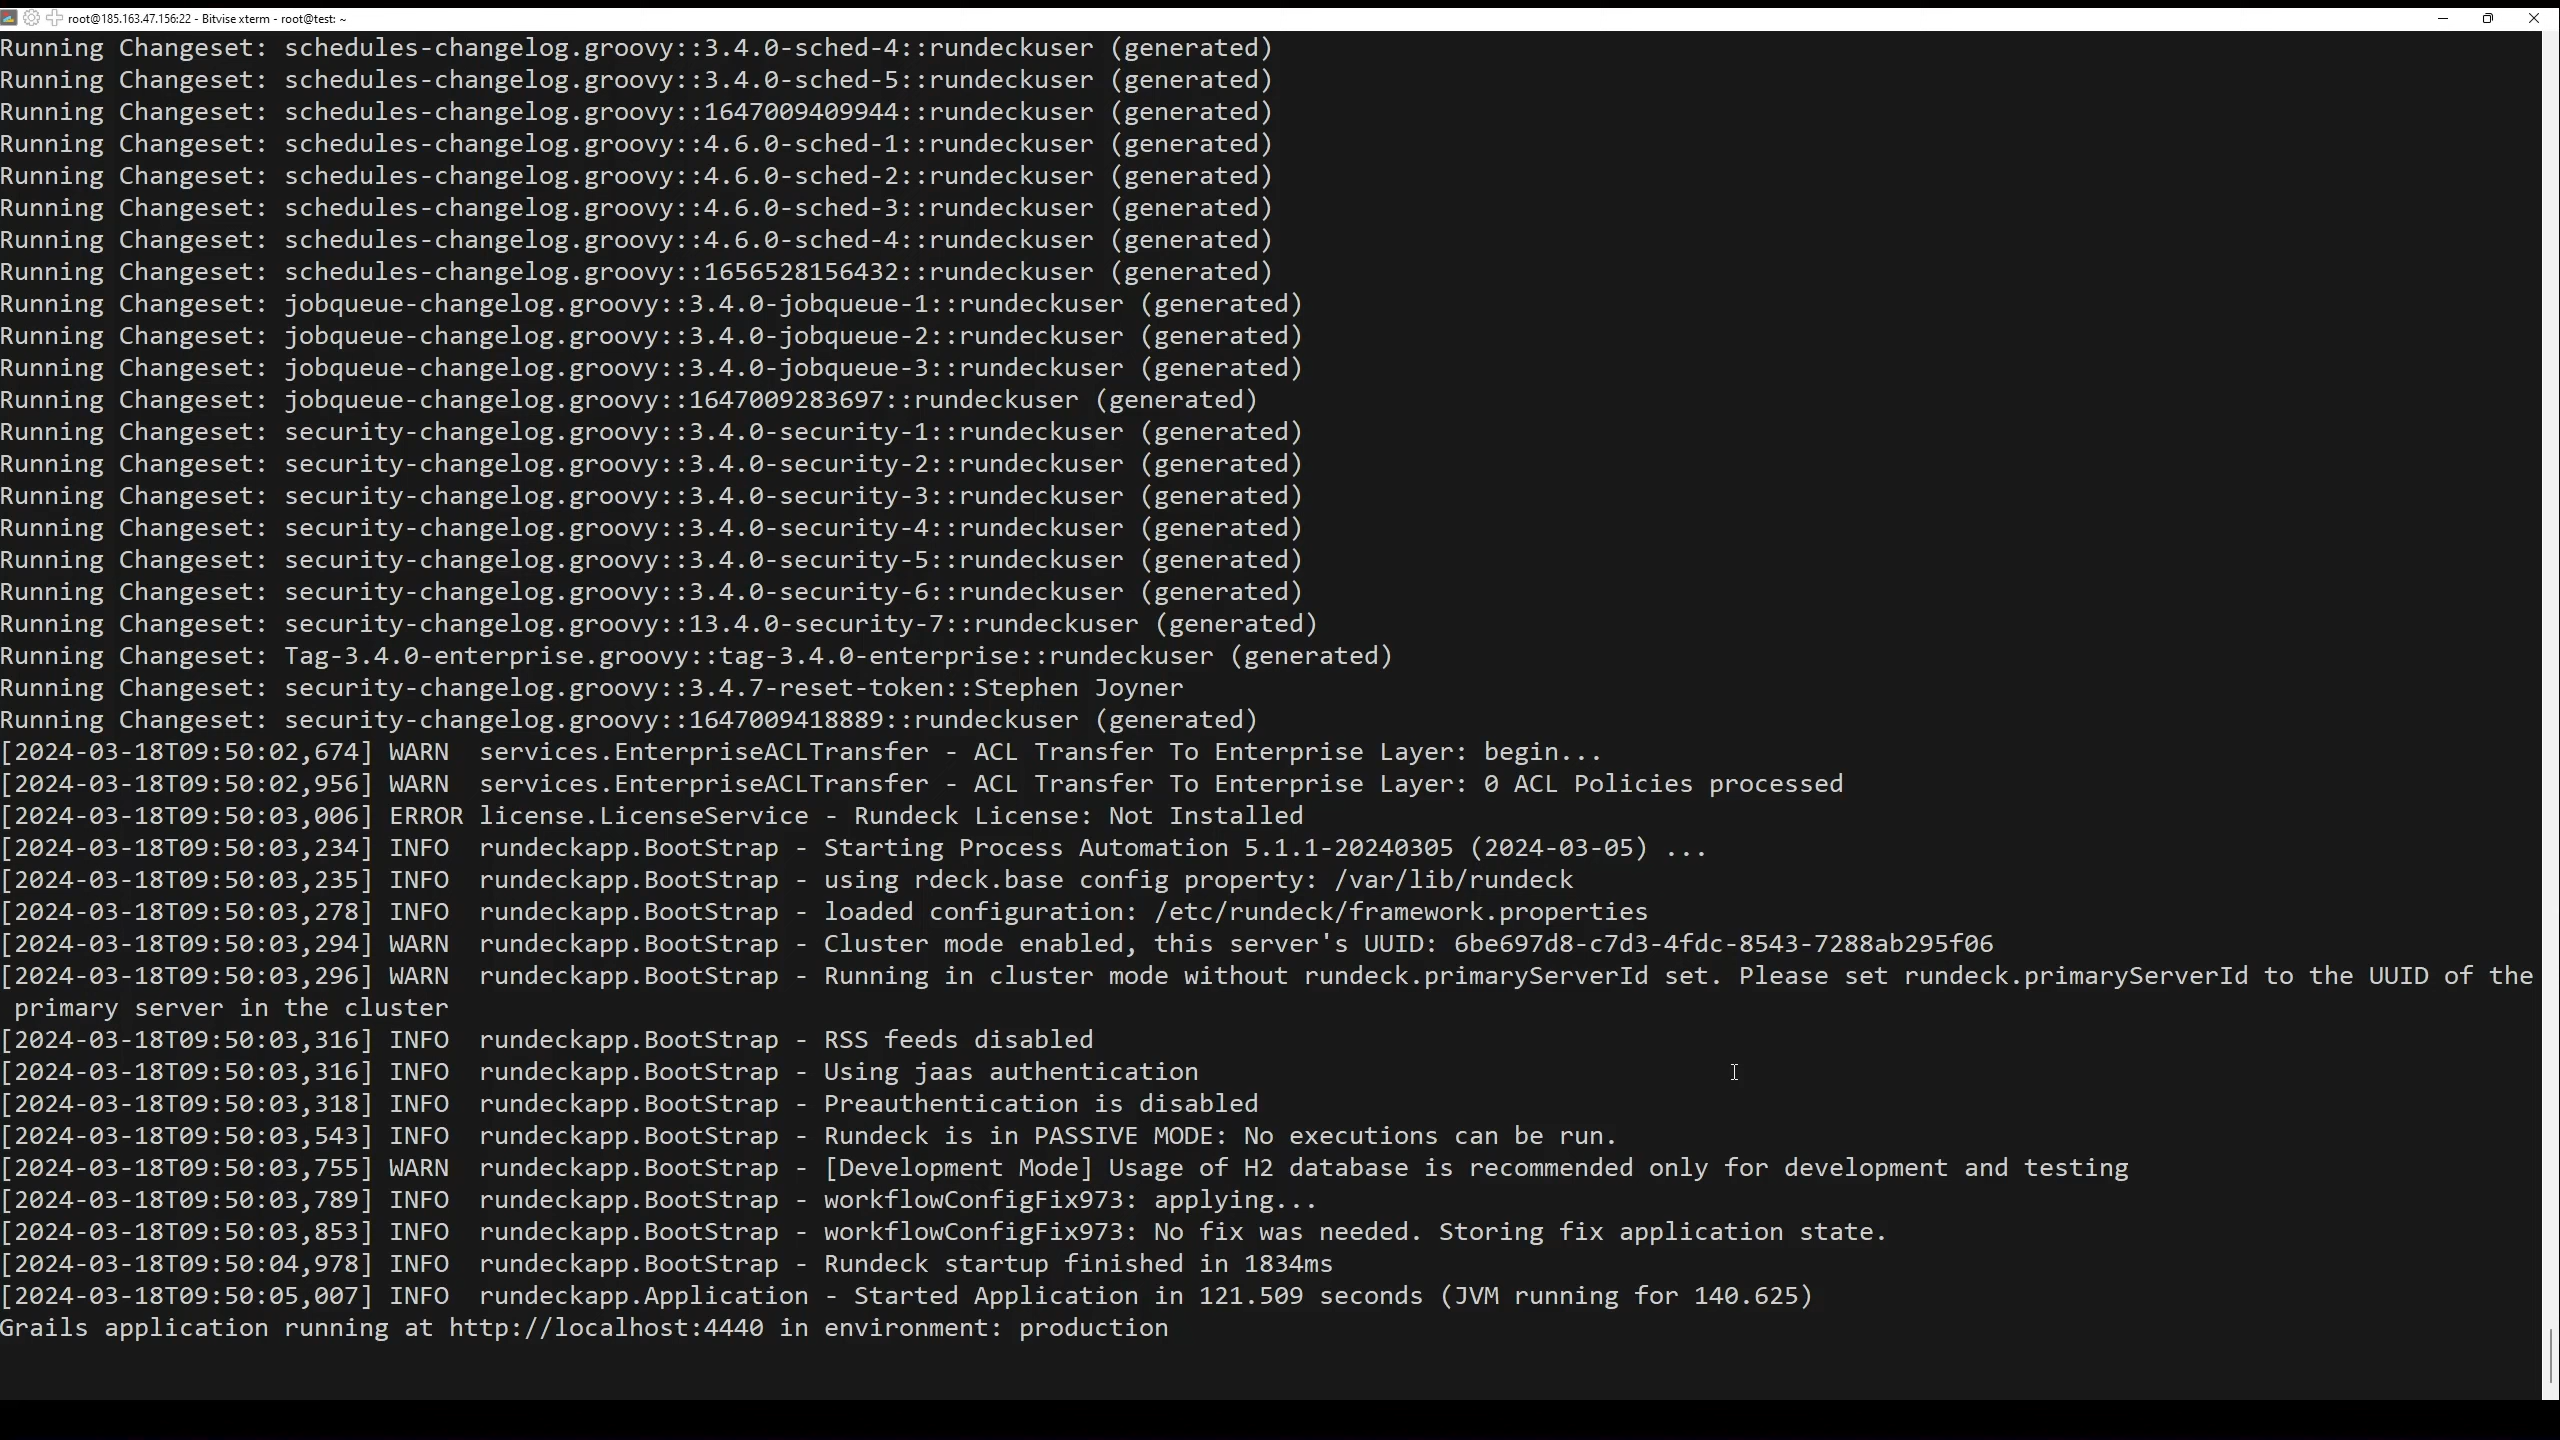 root@185.163.47.156:22 - Bitvise xterm - root@test: ~
Running Changeset: schedules-changelog.groovy::3.4.0-sched-4::rundeckuser (generated)
Running Changeset: schedules-changelog.groovy::3.4.0-sched-5::rundeckuser (generated)
Running Changeset: schedules-changelog.groovy::1647009409944::rundeckuser (generated)
Running Changeset: schedules-changelog.groovy::4.6.0-sched-1::rundeckuser (generated)
Running Changeset: schedules-changelog.groovy::4.6.0-sched-2::rundeckuser (generated)
Running Changeset: schedules-changelog.groovy::4.6.0-sched-3::rundeckuser (generated)
Running Changeset: schedules-changelog.groovy::4.6.0-sched-4::rundeckuser (generated)
Running Changeset: schedules-changelog.groovy::1656528156432::rundeckuser (generated)
Running Changeset: jobqueue-changelog.groovy::3.4.0-jobqueue-1::rundeckuser (generated)
Running Changeset: jobqueue-changelog.groovy::3.4.0-jobqueue-2::rundeckuser (generated)
Running Changeset: jobqueue-changelog.groovy::3.4.0-jobqueue-3::rundeckuser (generated)
Running Changeset: jobqueue-changelog.groovy::1647009283697::rundeckuser (generated)
Running Changeset: security-changelog.groovy::3.4.0-security-1::rundeckuser (generated)
Running Changeset: security-changelog.groovy::3.4.0-security-2::rundeckuser (generated)
Running Changeset: security-changelog.groovy::3.4.0-security-3::rundeckuser (generated)
Running Changeset: security-changelog.groovy::3.4.0-security-4::rundeckuser (generated)
Running Changeset: security-changelog.groovy::3.4.0-security-5::rundeckuser (generated)
Running Changeset: security-changelog.groovy::3.4.0-security-6::rundeckuser (generated)
Running Changeset: security-changelog.groovy::13.4.0-security-7::rundeckuser (generated)
Running Changeset: Tag-3.4.0-enterprise.groovy::tag-3.4.0-enterprise::rundeckuser (generated)
Running Changeset: security-changelog.groovy::3.4.7-reset-token::Stephen Joyner
Running Changeset: security-changelog.groovy::1647009418889::rundeckuser (generated)
[2024-03-18T09:50:02,674] WARN  services.EnterpriseACLTransfer - ACL Transfer To Enterprise Layer: begin...
[2024-03-18T09:50:02,956] WARN  services.EnterpriseACLTransfer - ACL Transfer To Enterprise Layer: 0 ACL Policies processed
[2024-03-18T09:50:03,006] ERROR license.LicenseService - Rundeck License: Not Installed
[2024-03-18T09:50:03,234] INFO  rundeckapp.BootStrap - Starting Process Automation 5.1.1-20240305 (2024-03-05) ...
[2024-03-18T09:50:03,235] INFO  rundeckapp.BootStrap - using rdeck.base config property: /var/lib/rundeck
[2024-03-18T09:50:03,278] INFO  rundeckapp.BootStrap - loaded configuration: /etc/rundeck/framework.properties
[2024-03-18T09:50:03,294] WARN  rundeckapp.BootStrap - Cluster mode enabled, this server's UUID: 6be697d8-c7d3-4fdc-8543-7288ab295f06
[2024-03-18T09:50:03,296] WARN  rundeckapp.BootStrap - Running in cluster mode without rundeck.primaryServerId set. Please set rundeck.primaryServerId to the UUID of the
primary server in the cluster
[2024-03-18T09:50:03,316] INFO  rundeckapp.BootStrap - RSS feeds disabled
[2024-03-18T09:50:03,316] INFO  rundeckapp.BootStrap - Using jaas authentication
[2024-03-18T09:50:03,318] INFO  rundeckapp.BootStrap - Preauthentication is disabled
[2024-03-18T09:50:03,543] INFO  rundeckapp.BootStrap - Rundeck is in PASSIVE MODE: No executions can be run.
[2024-03-18T09:50:03,755] WARN  rundeckapp.BootStrap - [Development Mode] Usage of H2 database is recommended only for development and testing
[2024-03-18T09:50:03,789] INFO  rundeckapp.BootStrap - workflowConfigFix973: applying...
[2024-03-18T09:50:03,853] INFO  rundeckapp.BootStrap - workflowConfigFix973: No fix was needed. Storing fix application state.
[2024-03-18T09:50:04,978] INFO  rundeckapp.BootStrap - Rundeck startup finished in 1834ms
[2024-03-18T09:50:05,007] INFO  rundeckapp.Application - Started Application in 121.509 seconds (JVM running for 140.625)
Grails application running at http://localhost:4440 in environment: production